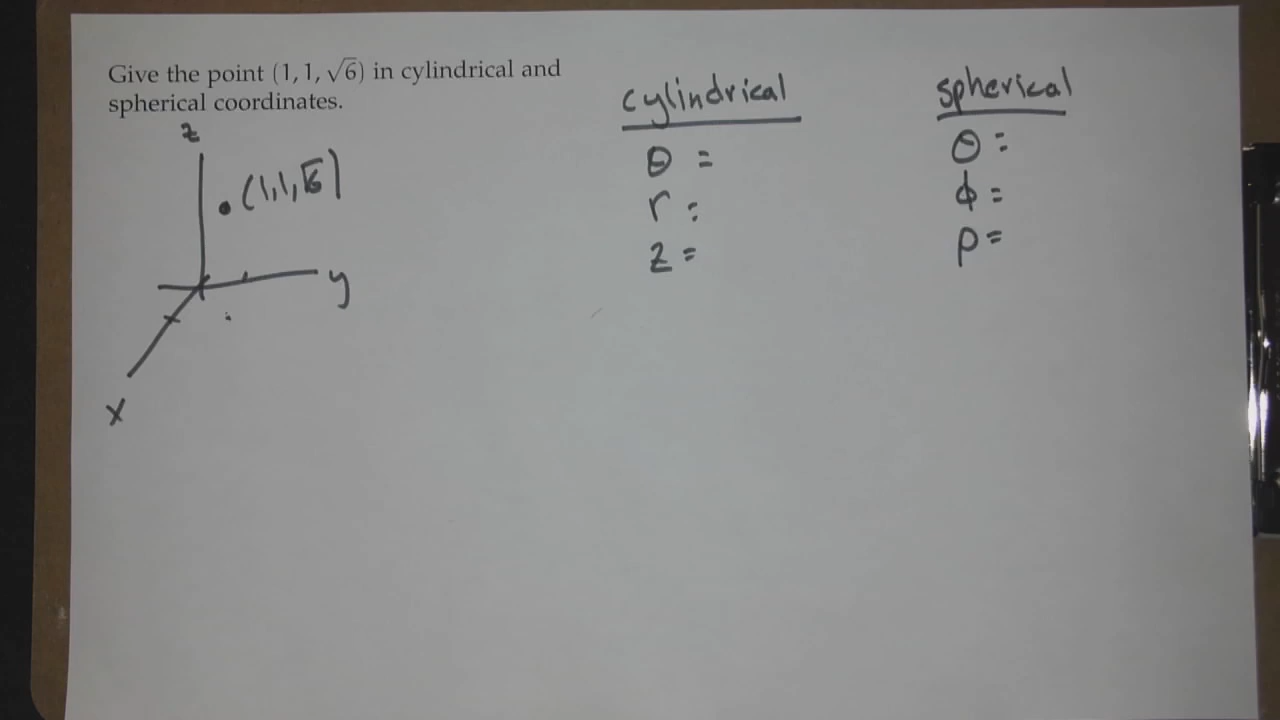 Give the point (1, 1, √6) in cylindrical and
spherical coordinates.
z
(1,1,√6)
y
x
cylindrical
θ =
r =
z =
spherical
θ =
ϕ =
ρ =